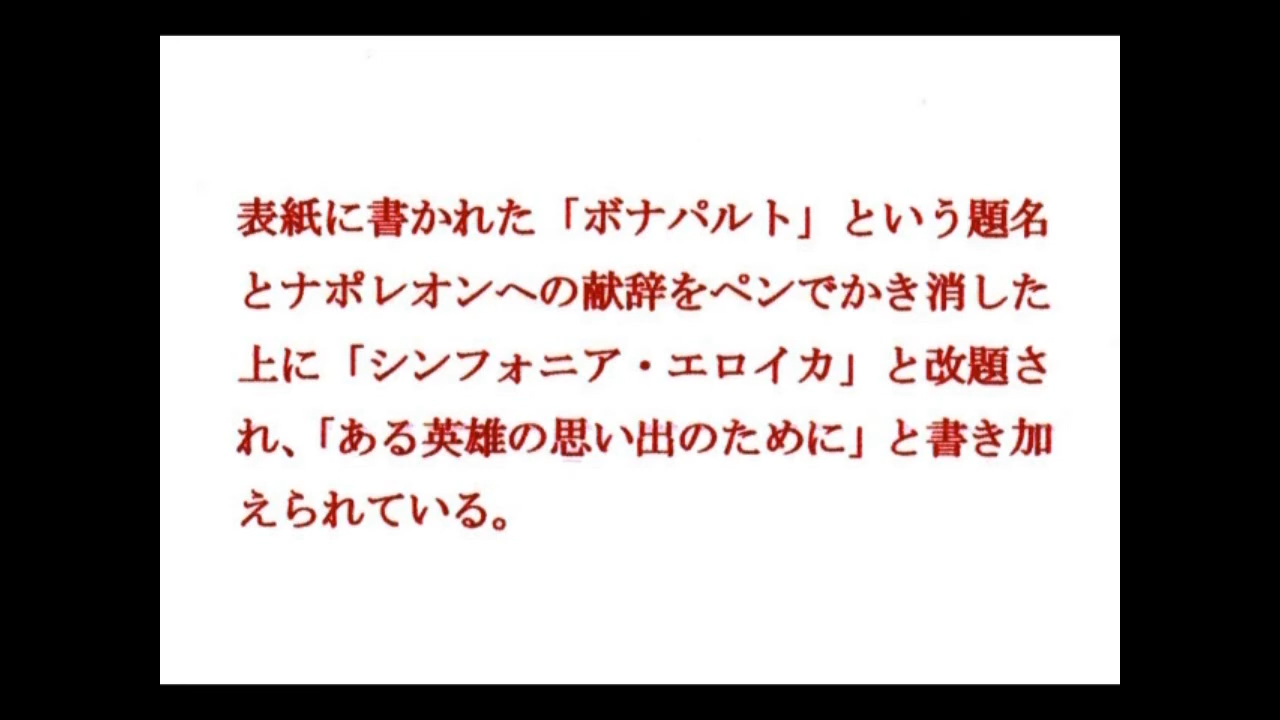 表紙に書かれた「ボナパルト」という題名
とナポレオンへの献辞をペンでかき消した
上に「シンフォニア・エロイカ」と改題さ
れ、「ある英雄の思い出のために」と書き加
えられている。